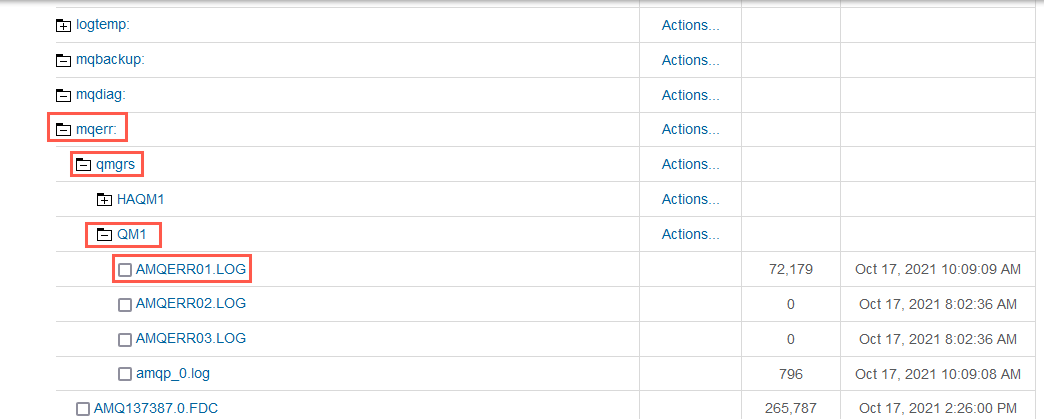 logtemp: Actions...
mqbackup: Actions...
mqdiag: Actions...
mqerr: Actions...
qmgrs Actions...
HAQM1 Actions...
QM1 Actions...
AMQERR01.LOG 72,179 Oct 17, 2021 10:09:09 AM
AMQERR02.LOG 0 Oct 17, 2021 8:02:36 AM
AMQERR03.LOG 0 Oct 17, 2021 8:02:36 AM
amqp_0.log 796 Oct 17, 2021 10:09:08 AM
AMQ137387.0.FDC 265,787 Oct 17, 2021 2:26:00 PM